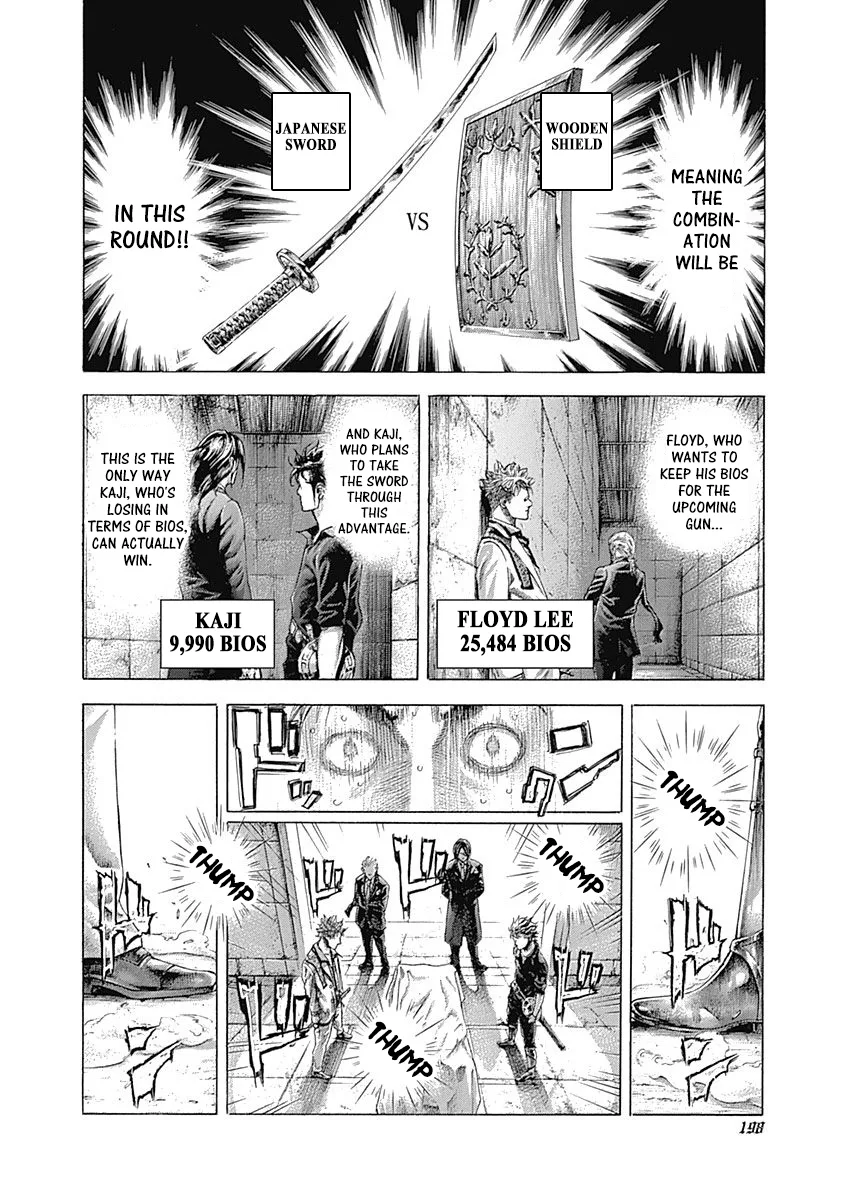 MEANING
THE
COMBIN-
ATION
WILL BE
WOODEN
SHIELD
VS
JAPANESE
SWORD
IN THIS
ROUND!!
FLOYD, WHO
WANTS TO
KEEP HIS BIOS
FOR THE
UPCOMING
GUN...
FLOYD LEE
25,484 BIOS
AND KAJI,
WHO PLANS
TO TAKE
THE SWORD
THROUGH
THIS
ADVANTAGE.
THIS IS THE
ONLY WAY
KAJI, WHO'S
LOSING IN
TERMS OF BIOS,
CAN ACTUALLY
WIN.
KAJI
9,990 BIOS
THUMP
THUMP
THUMP
THUMP
198